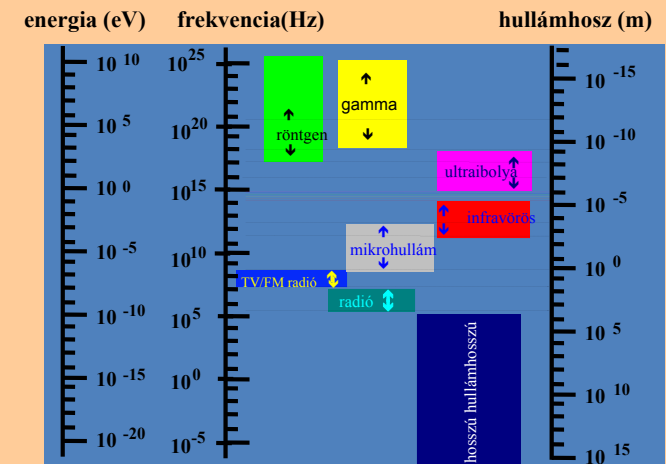 energia (eV) frekvencia(Hz) hullámhosz (m)
10 10
10 5
10 0
10 -5
10 -10
10 -15
10 -20
10 25
10 20
10 15
10 10
10 5
10 0
10 -5
röntgen
gamma
ultraibolya
infravörös
mikrohullám
TV/FM radió
radió
hosszú hullámhosszú
10 -15
10 -10
10 -5
10 0
10 5
10 10
10 15